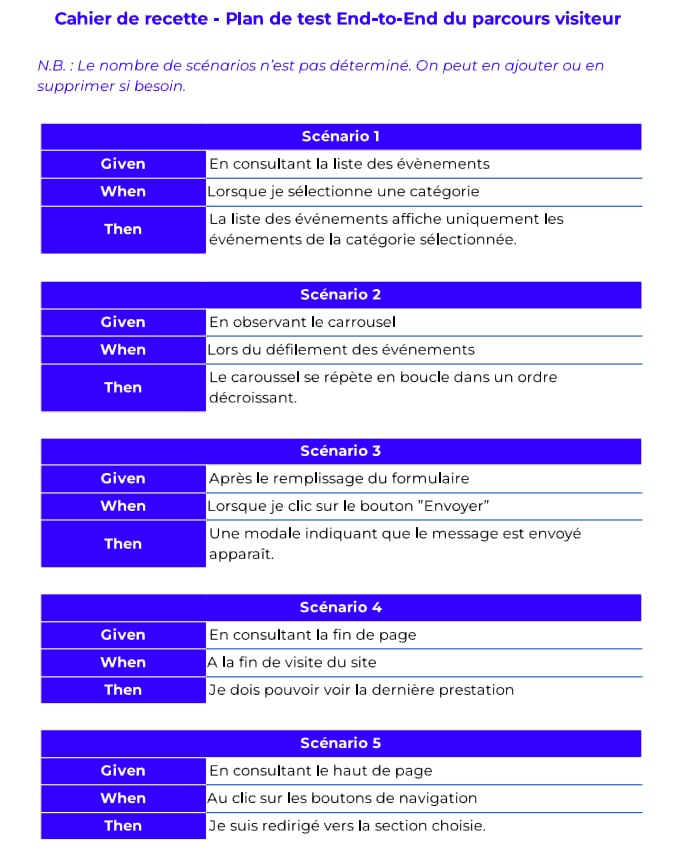 Cahier de recette - Plan de test End-to-End du parcours visiteur
N.B. : Le nombre de scénarios n’est pas déterminé. On peut en ajouter ou en
supprimer si besoin.
Scénario 1
Given En consultant la liste des évènements
When Lorsque je sélectionne une catégorie
Then La liste des événements affiche uniquement les
événements de la catégorie sélectionnée.
Scénario 2
Given En observant le carrousel
When Lors du défilement des événements
Then Le caroussel se répète en boucle dans un ordre
décroissant.
Scénario 3
Given Après le remplissage du formulaire
When Lorsque je clic sur le bouton ”Envoyer”
Then Une modale indiquant que le message est envoyé
apparaît.
Scénario 4
Given En consultant la fin de page
When A la fin de visite du site
Then Je dois pouvoir voir la dernière prestation
Scénario 5
Given En consultant le haut de page
When Au clic sur les boutons de navigation
Then Je suis redirigé vers la section choisie.